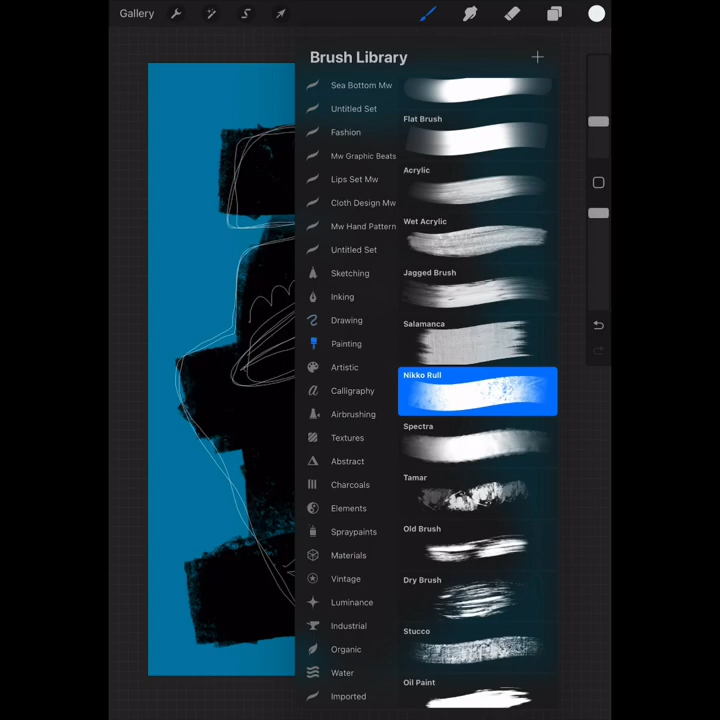 Gallery
Brush Library
Sea Bottom Mw
Untitled Set
Fashion
Mw Graphic Beats
Lips Set Mw
Cloth Design Mw
Mw Hand Pattern
Untitled Set
Sketching
Inking
Drawing
Painting
Artistic
Calligraphy
Airbrushing
Textures
Abstract
Charcoals
Elements
Spraypaints
Materials
Vintage
Luminance
Industrial
Organic
Water
Imported
Flat Brush
Acrylic
Wet Acrylic
Jagged Brush
Salamanca
Nikko Rull
Spectra
Tamar
Old Brush
Dry Brush
Stucco
Oil Paint